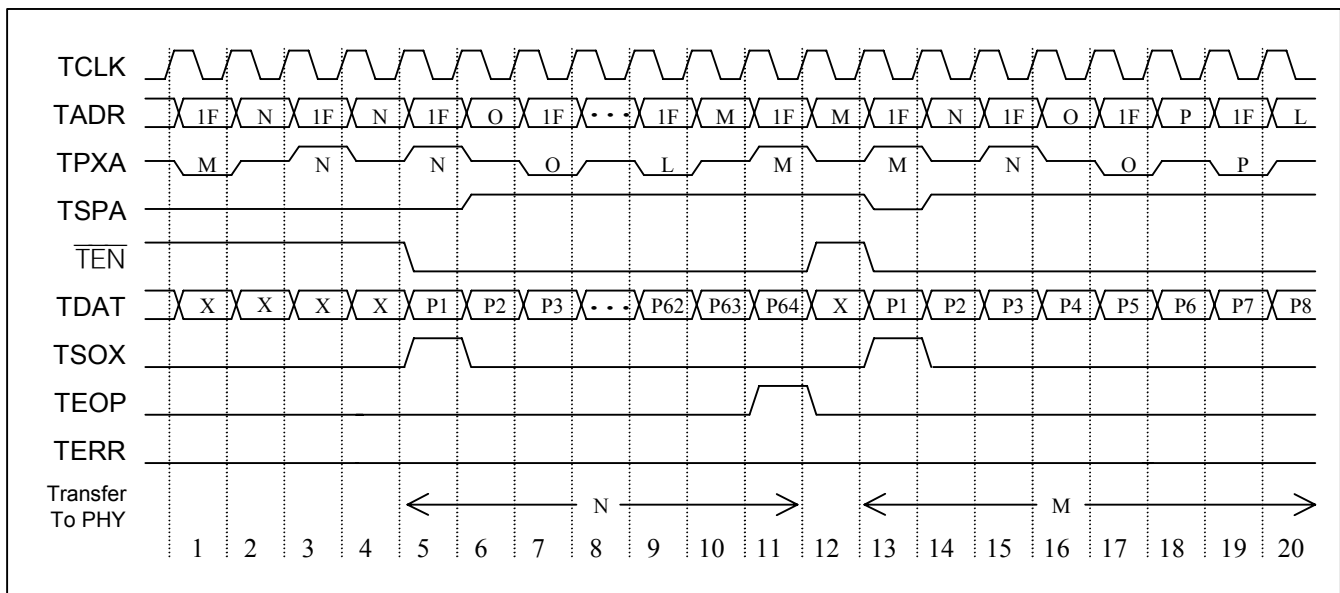 TCLK
TADR 1F N 1F N 1F O 1F ··· 1F M 1F M 1F N 1F O 1F P 1F L
TPXA M N N O L M M N O P
TSPA
TEN
TDAT X X X X P1 P2 P3 ··· P62 P63 P64 X P1 P2 P3 P4 P5 P6 P7 P8
TSOX
TEOP
TERR
Transfer
To PHY N M
1 2 3 4 5 6 7 8 9 10 11 12 13 14 15 16 17 18 19 20